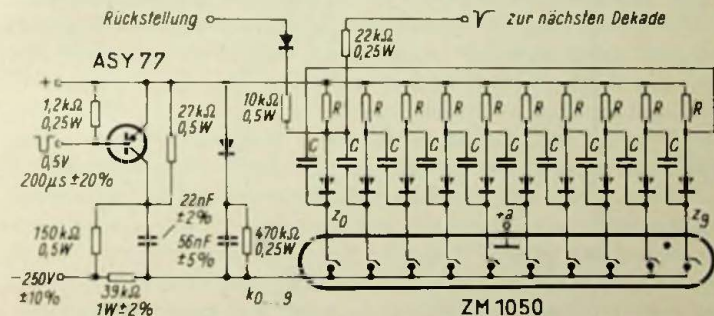 Rückstellung
zur nächsten Dekade
22kΩ
0,25W
ASY 77
+
1,2kΩ
0,25W
27kΩ
0,5W
10kΩ
0,5W
R R R R R R R R R R
C C C C C C C C C C
0,5V
200µs ±20%
22nF
±2%
56nF
±5%
150kΩ
0,5W
470kΩ
0,25W
z0
+a
z9
-250V
±10%
39kΩ
1W ±2%
k0...9
ZM 1050